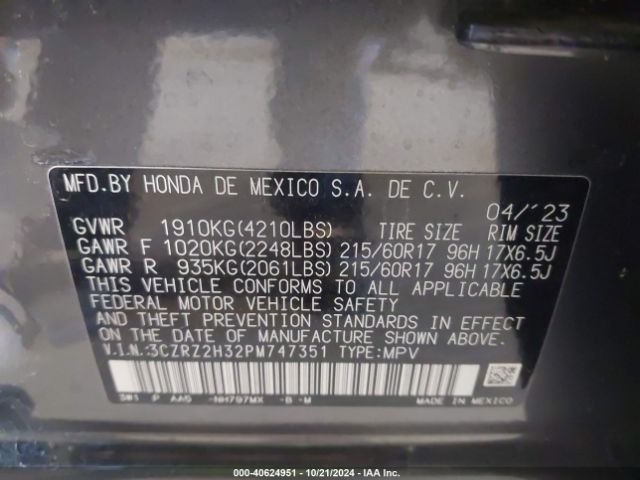 MFD.BY HONDA DE MEXICO S.A. DE C.V.
04/'23
GVWR 1910KG(4210LBS) TIRE SIZE RIM SIZE
GAWR F 1020KG(2248LBS) 215/60R17 96H 17X6.5J
GAWR R 935KG(2061LBS) 215/60R17 96H 17X6.5J
THIS VEHICLE CONFORMS TO ALL APPLICABLE
FEDERAL MOTOR VEHICLE SAFETY
AND THEFT PREVENTION STANDARDS IN EFFECT
ON THE DATE OF MANUFACTURE SHOWN ABOVE.
V.I.N.:3CZRZ2H32PM747351 TYPE:MPV
3W1 P AA5 -NH797MX -B -M MADE IN MEXICO
000-40624951 - 10/21/2024 - IAA Inc.